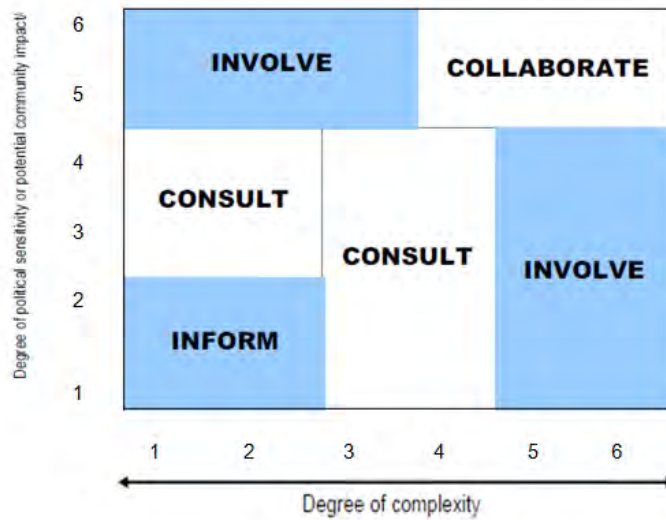 Degree of political sensitivity or potential community impact/
6
5
4
3
2
1
INVOLVE
COLLABORATE
CONSULT
CONSULT
INVOLVE
INFORM
1 2 3 4 5 6
Degree of complexity